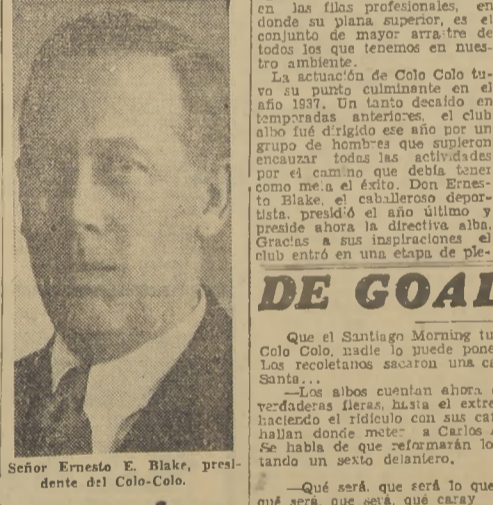 en las filas profesionales, en
donde su plana superior, es el
conjunto de mayor arrastre de
todos los que tenemos en nues-
tro ambiente.
La actuación de Colo Colo tu-
vo su punto culminante en el
año 1937. Un tanto decaído en
temporadas anteriores, el club
albo fué dirigido ese año por un
grupo de hombres que supieron
encauzar todas las actividades
por el camino que debía tener
como meta el éxito. Don Ernes-
to Blake, el caballeroso depor-
tista, presidió el año último y
preside ahora la directiva alba.
Gracias a sus inspiraciones el
club entró en una etapa de ple-
Señor Ernesto E. Blake, presi-
dente del Colo-Colo.
DE GOAL
Que el Santiago Morning tu
Colo Colo, nadie lo puede pone
Los recoletanos sacaron una ca
Santa...
—Los albos cuentan ahora
verdaderas fieras, hasta el extre
haciendo el ridículo con sus ca
hallan donde meter a Carlos
Se habla de que reformarán lo
tando un sexto delantero.
—Qué será, que será lo que
qué será, que será, qué caray